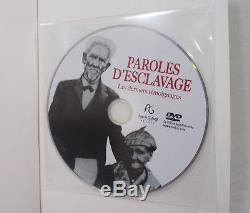 PAROLES
D'ESCLAVAGE
Les derniers témoignages
DVD